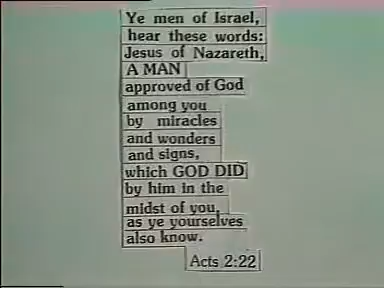 Ye men of Israel,
hear these words:
Jesus of Nazareth,
A MAN
approved of God
among you
by miracles
and wonders
and signs,
which GOD DID
by him in the
midst of you,
as ye yourselves
also know.
Acts 2:22